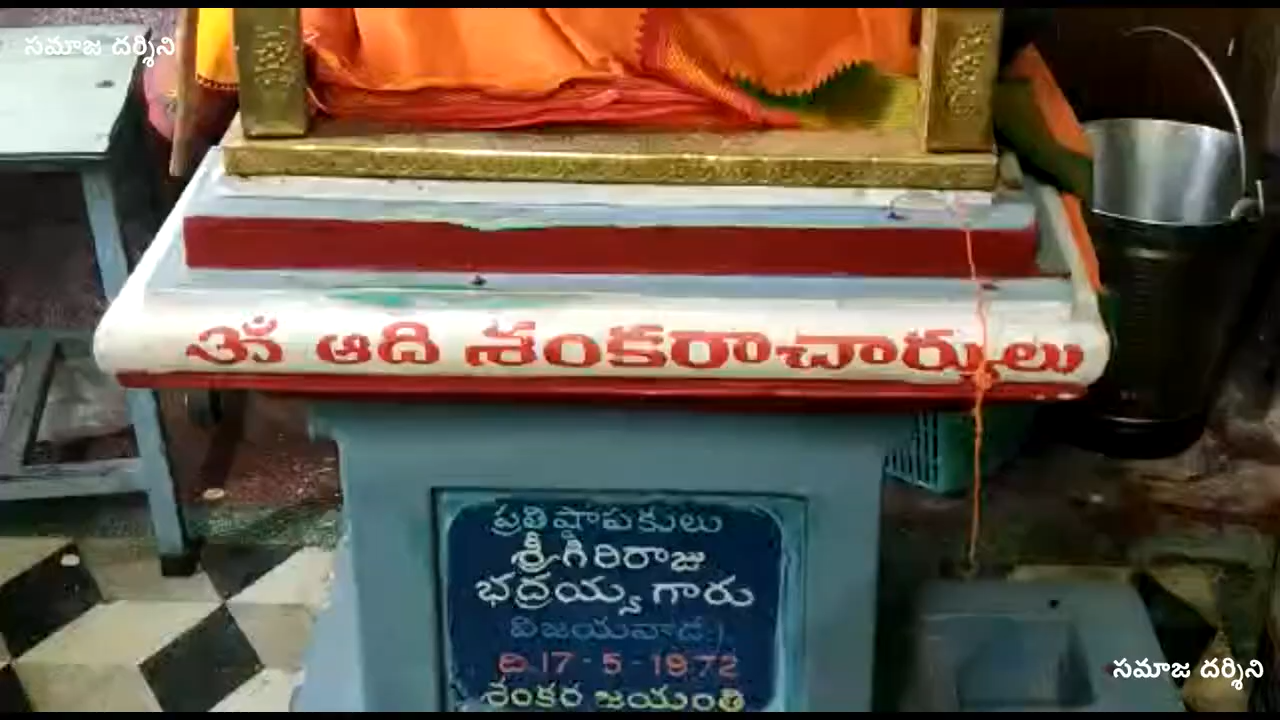 సమాజ దర్శిని
ఓం ఆది శంకరాచార్యులు
ప్రతిష్ఠాపకులు
శ్రీ గిరిరాజు
భద్రయ్య గారు
విజయవాడ.)
ది 17-5-1972
శంకర జయంతి
సమాజ దర్శిని